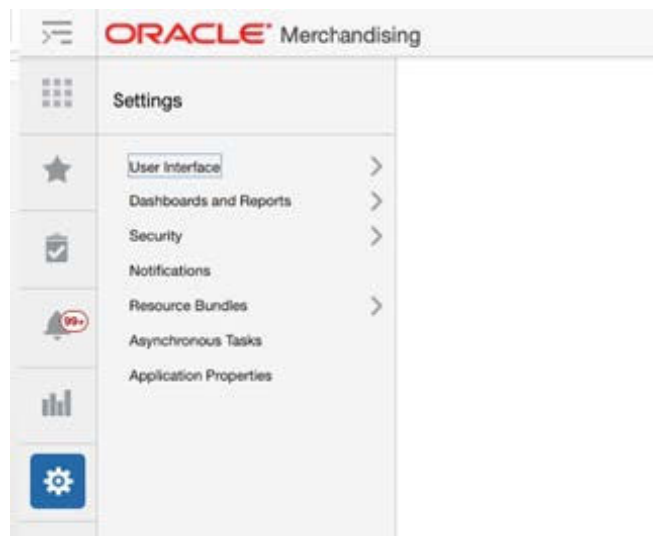 ORACLE® Merchandising
Settings
User Interface
Dashboards and Reports
Security
Notifications
Resource Bundles
99+
Asynchronous Tasks
Application Properties